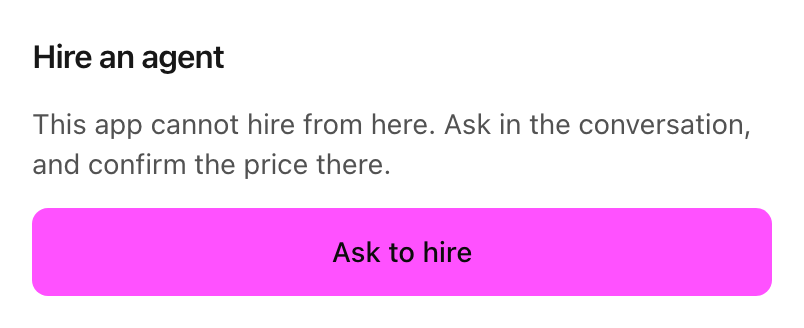 Hire an agent
This app cannot hire from here. Ask in the conversation,
and confirm the price there.
Ask to hire